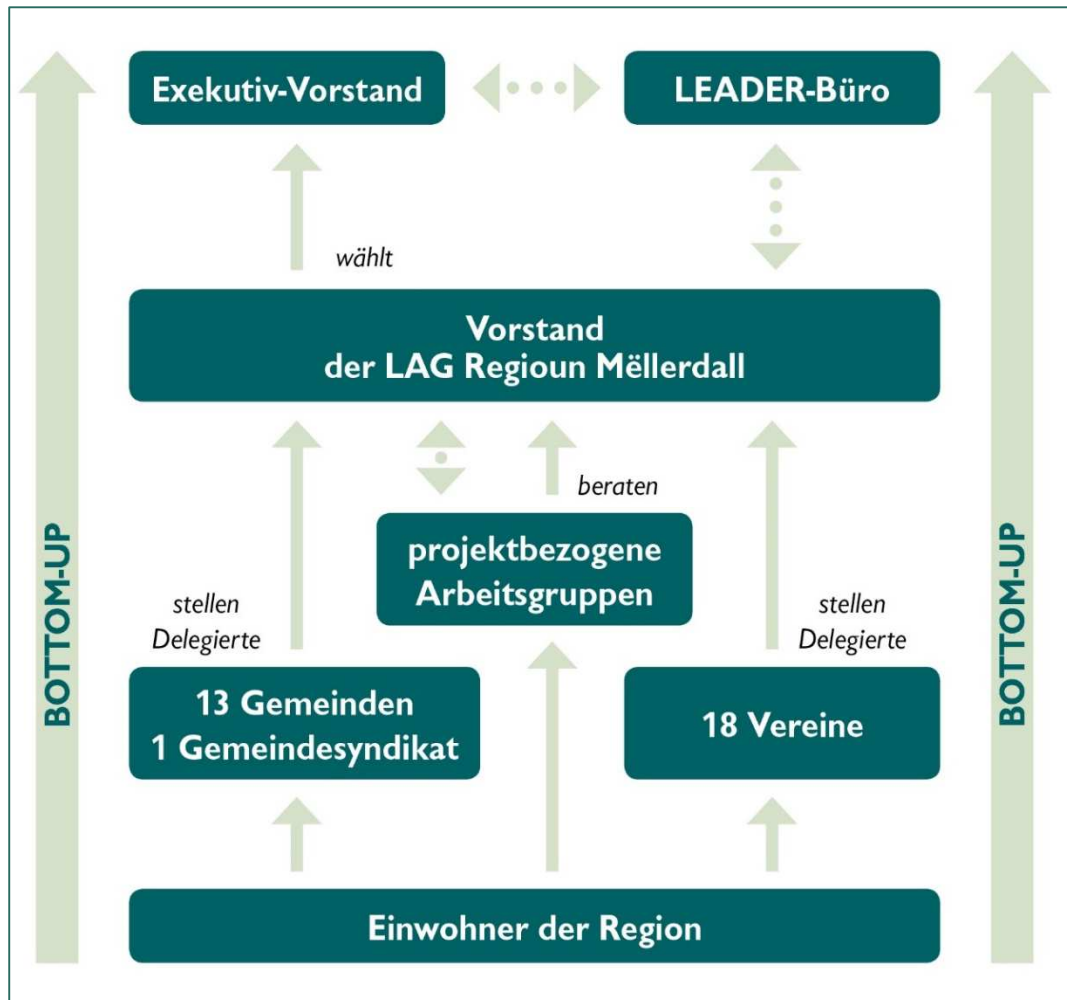 Exekutiv-Vorstand
LEADER-Büro
wählt
Vorstand
der LAG Regioun Mëllerdall
beraten
projektbezogene
Arbeitsgruppen
stellen
Delegierte
stellen
Delegierte
13 Gemeinden
1 Gemeindesyndikat
18 Vereine
Einwohner der Region
BOTTOM-UP
BOTTOM-UP